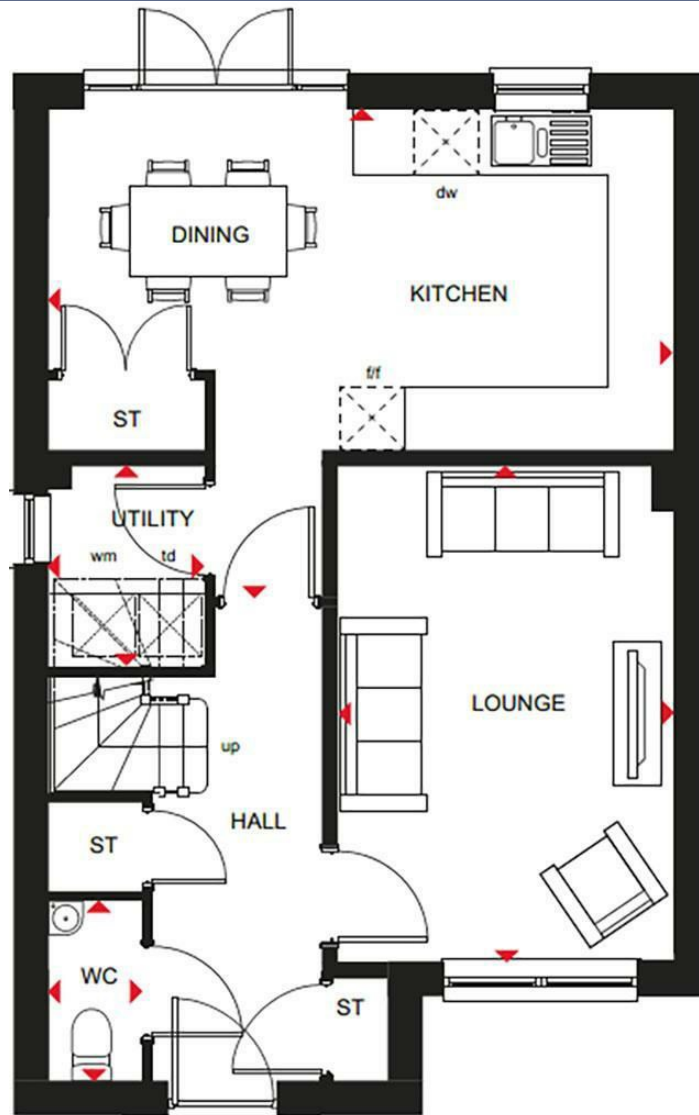 dw
DINING
KITCHEN
f/f
ST
UTILITY
wm
td
LOUNGE
up
HALL
ST
WC
ST